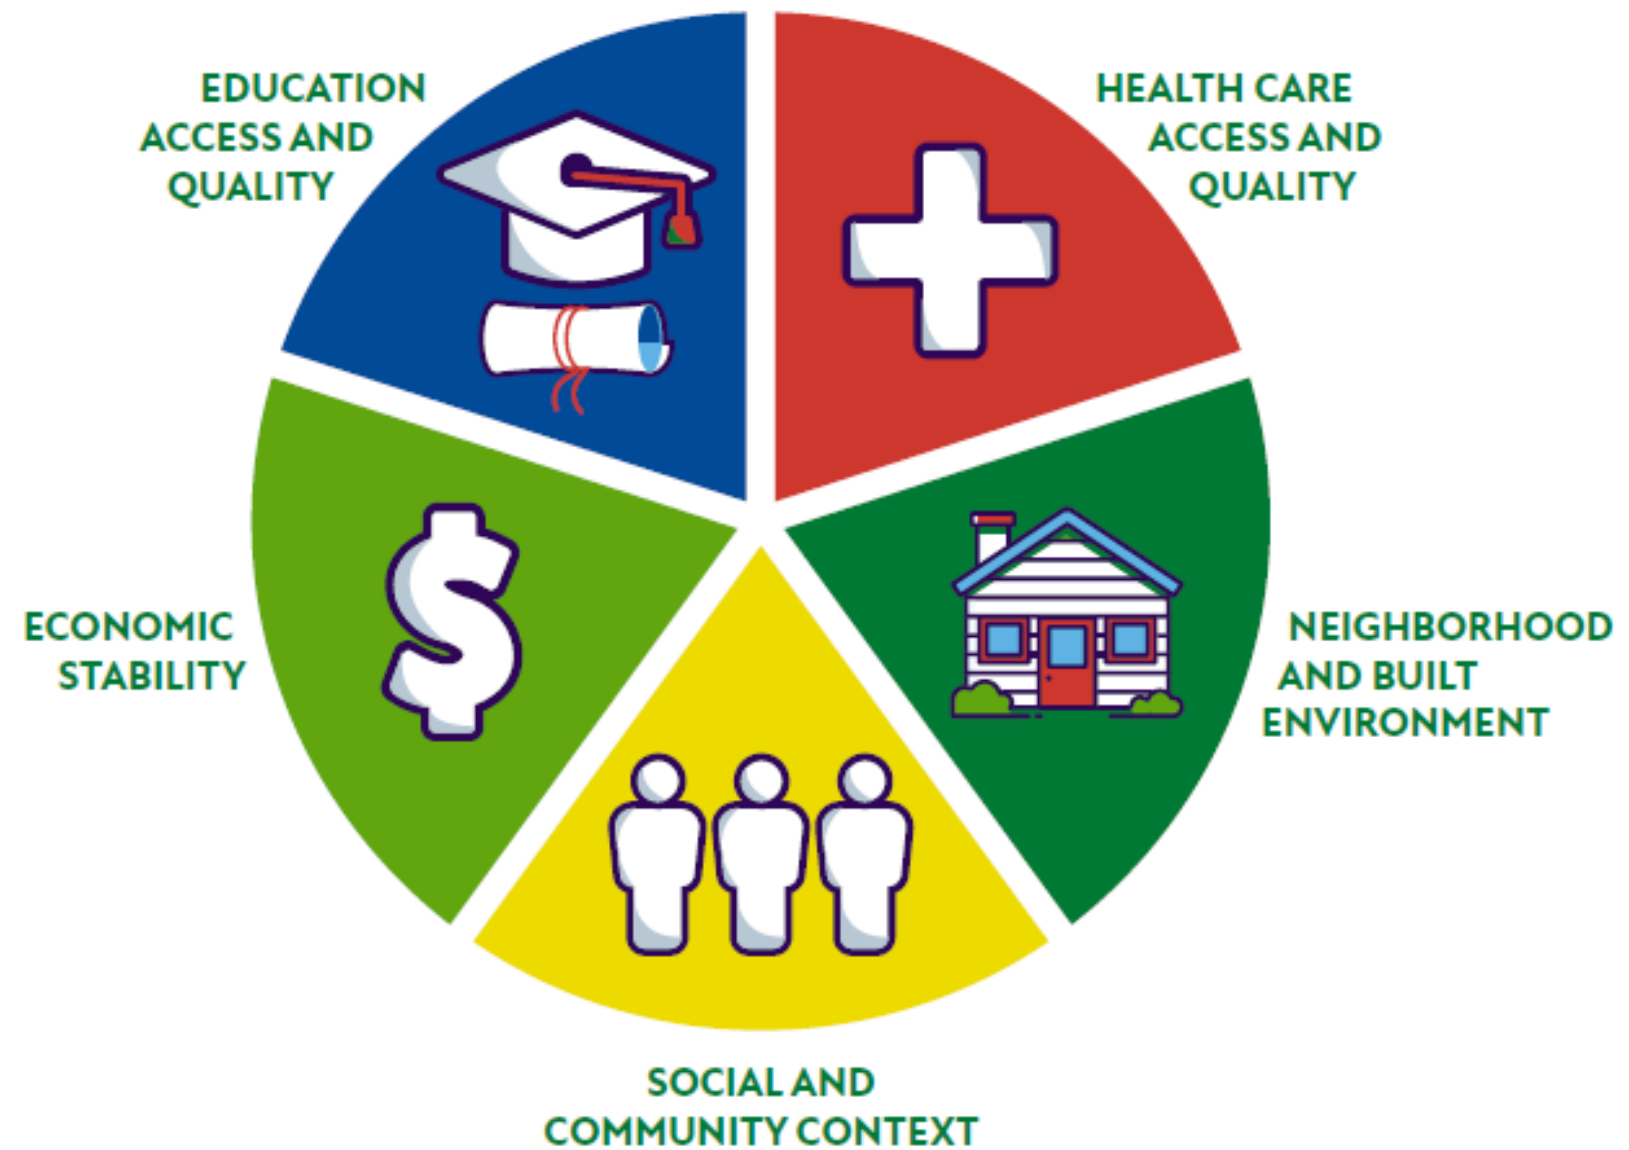 EDUCATION
ACCESS AND
QUALITY
HEALTH CARE
ACCESS AND
QUALITY
ECONOMIC
STABILITY
NEIGHBORHOOD
AND BUILT
ENVIRONMENT
SOCIAL AND
COMMUNITY CONTEXT